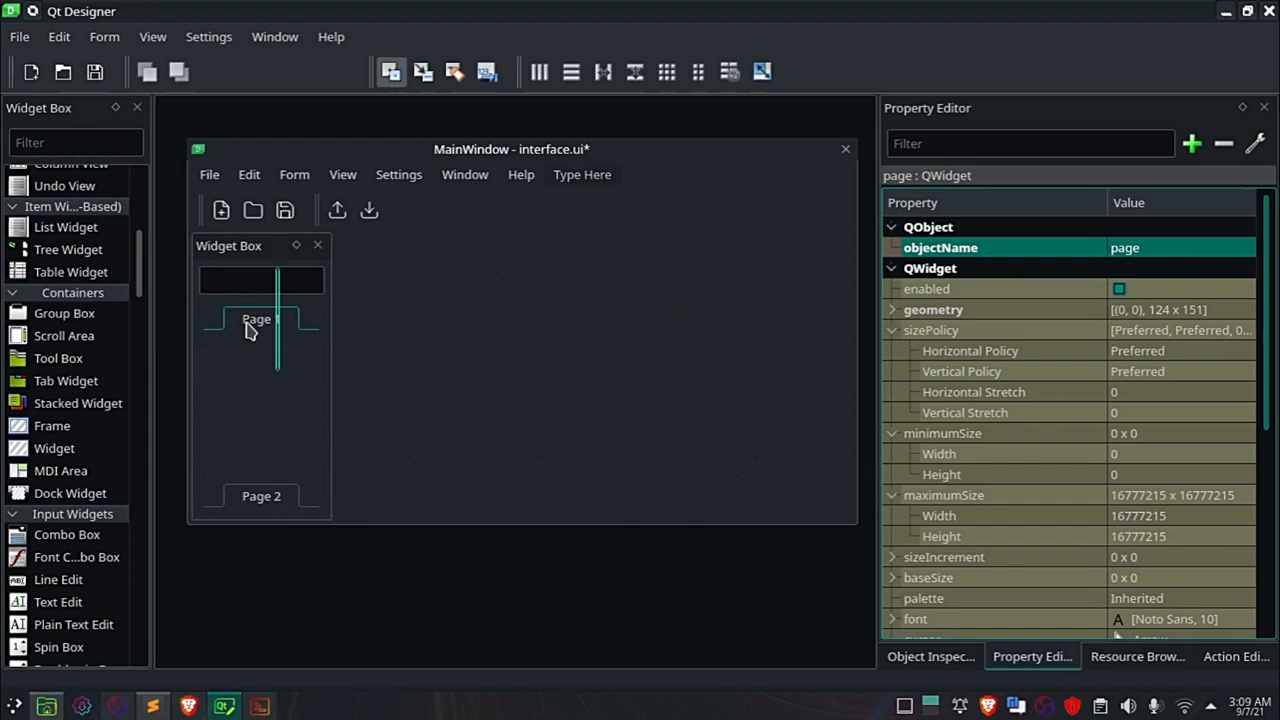 Qt Designer
File Edit Form View Settings Window Help
Widget Box
Filter
Undo View
Item Wi...-Based)
List Widget
Tree Widget
Table Widget
Containers
Group Box
Scroll Area
Tool Box
Tab Widget
Stacked Widget
Frame
Widget
MDI Area
Dock Widget
Input Widgets
Combo Box
Font C...bo Box
Line Edit
Text Edit
Plain Text Edit
Spin Box
MainWindow - interface.ui*
File Edit Form View Settings Window Help Type Here
Widget Box
Page 1
Page 2
Property Editor
Filter
page : QWidget
Property Value
QObject
objectName page
QWidget
enabled
geometry [(0, 0), 124 x 151]
sizePolicy [Preferred, Preferred, 0...
Horizontal Policy Preferred
Vertical Policy Preferred
Horizontal Stretch 0
Vertical Stretch 0
minimumSize 0 x 0
Width 0
Height 0
maximumSize 16777215 x 16777215
Width 16777215
Height 16777215
sizeIncrement 0 x 0
baseSize 0 x 0
palette Inherited
font A [Noto Sans, 10]
Object Inspec... Property Edi... Resource Brow... Action Edi...
3:09 AM
9/7/21